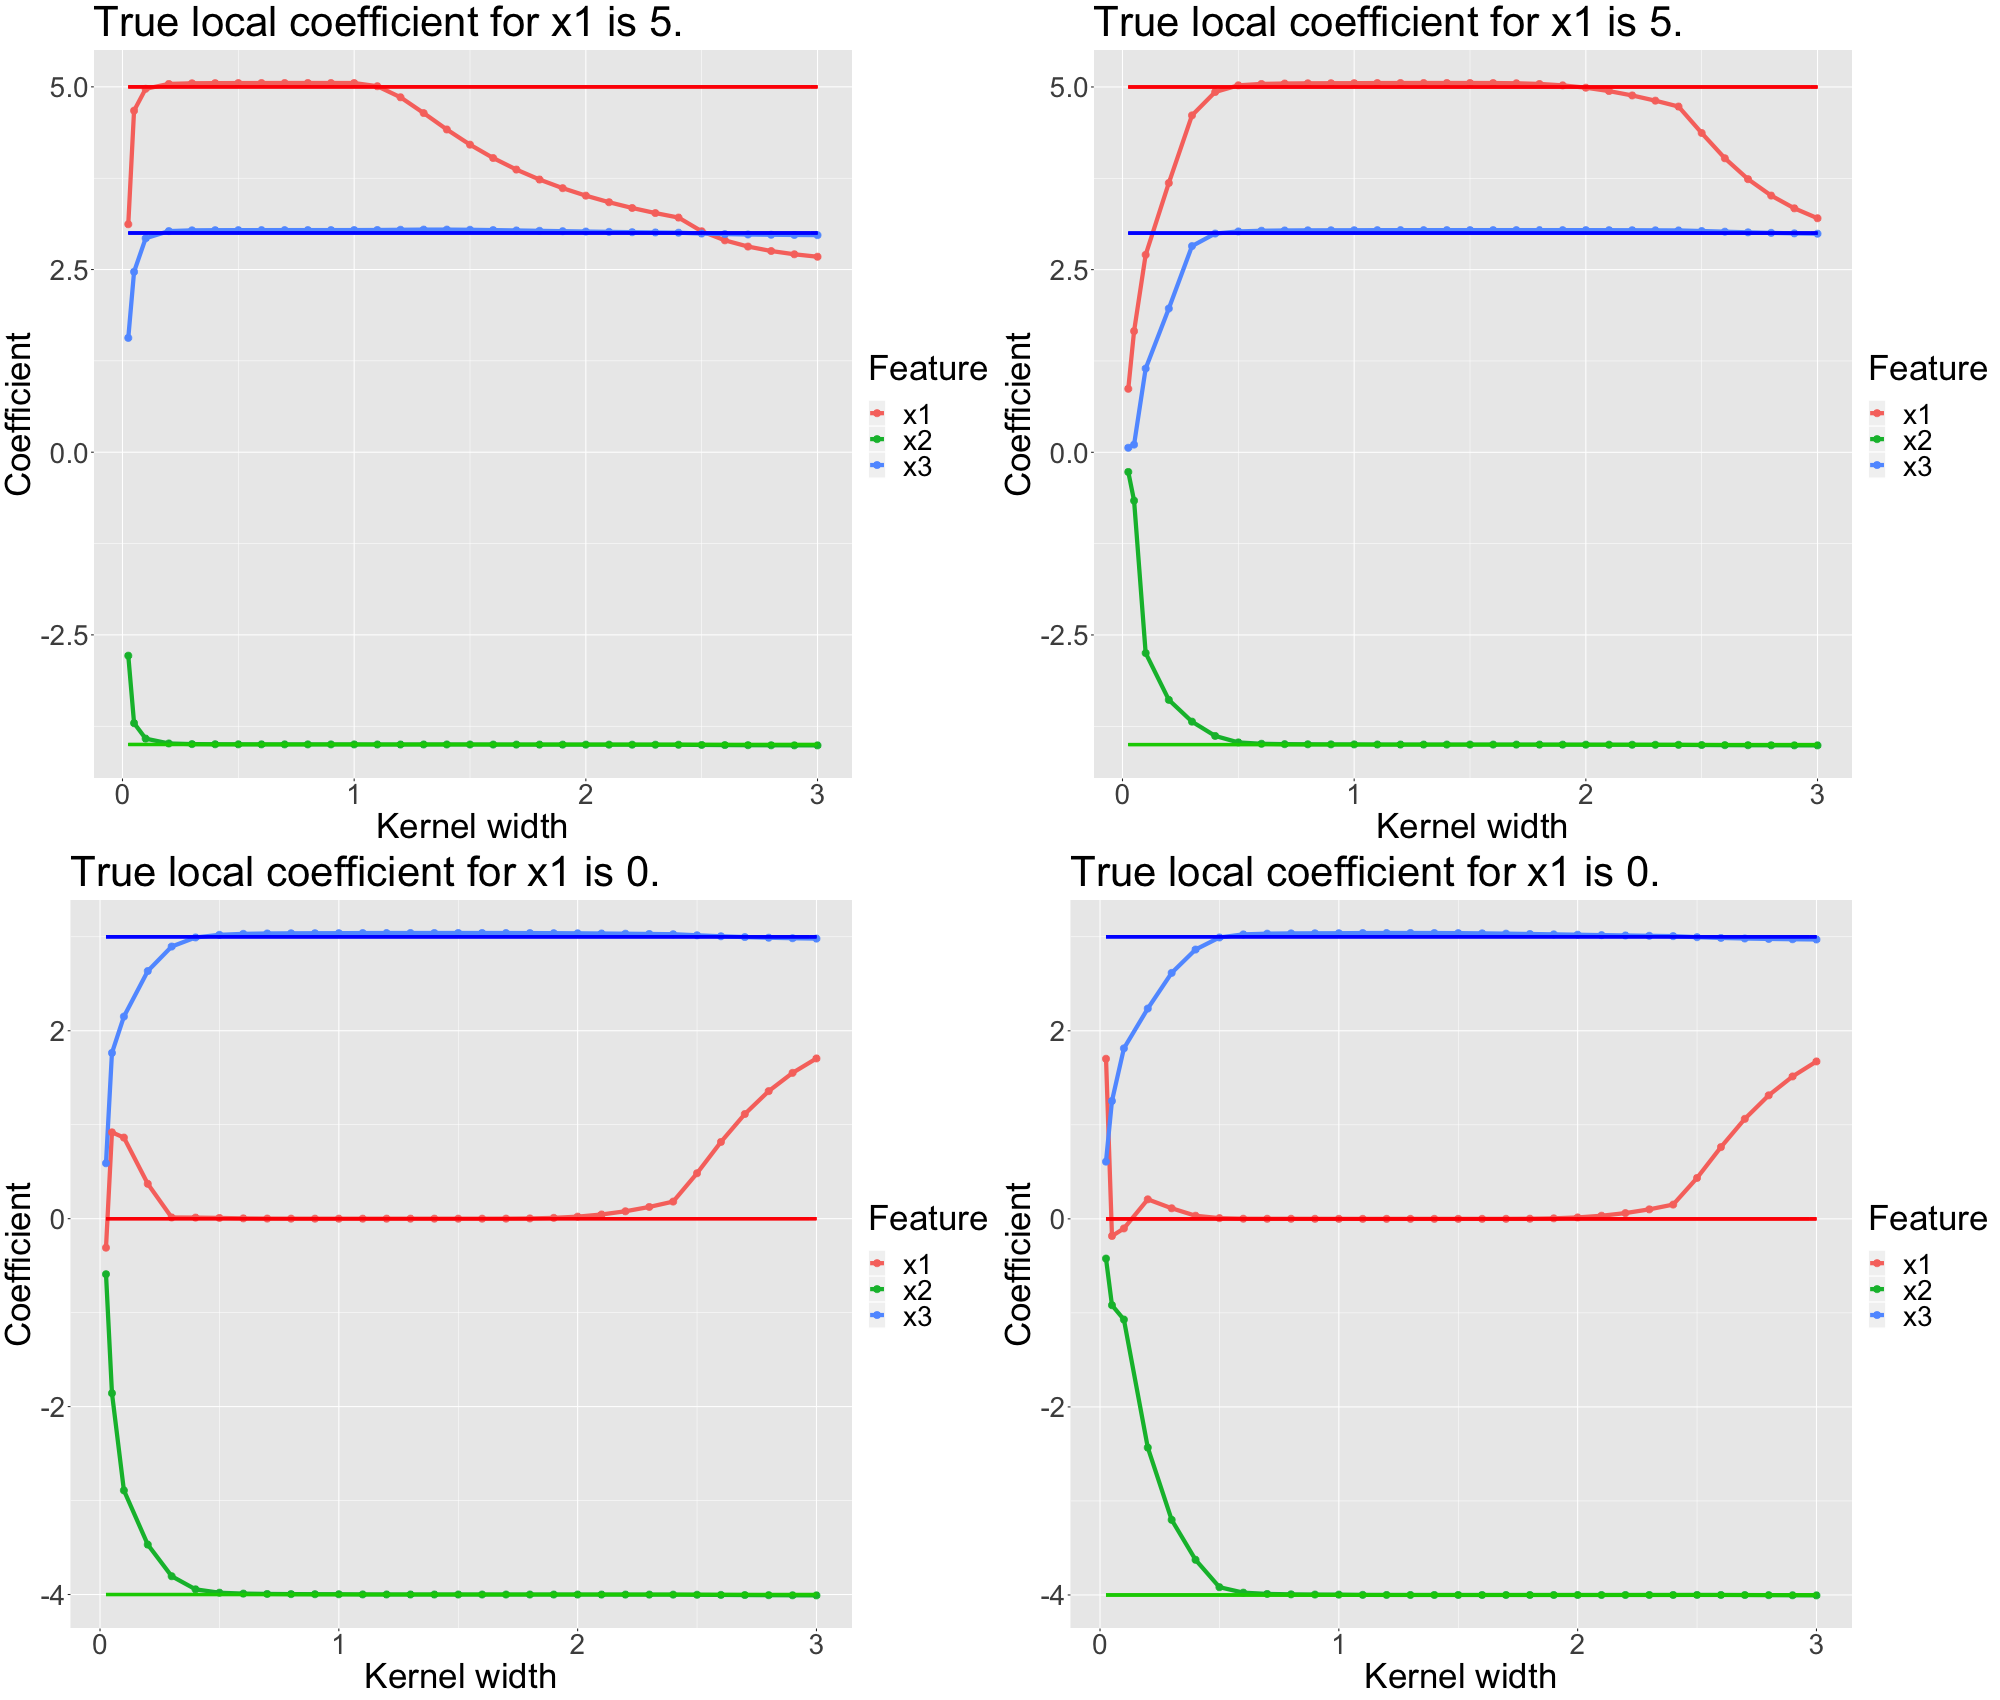 True local coefficient for x1 is 5.
5.0
2.5
0.0
-2.5
Coefficient
0 1 2 3
Kernel width
Feature
x1
x2
x3
True local coefficient for x1 is 5.
5.0
2.5
0.0
-2.5
Coefficient
0 1 2 3
Kernel width
Feature
x1
x2
x3
True local coefficient for x1 is 0.
2
0
-2
-4
Coefficient
0 1 2 3
Kernel width
Feature
x1
x2
x3
True local coefficient for x1 is 0.
2
0
-2
-4
Coefficient
0 1 2 3
Kernel width
Feature
x1
x2
x3